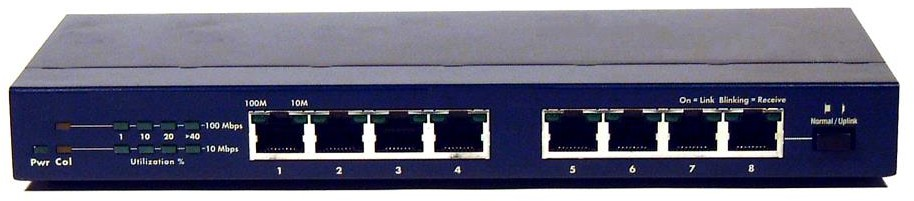 100M 10M
On = Link Blinking = Receive
Normal/Uplink
100 Mbps
1 10 20 >40
10 Mbps
Pwr Col Utilization %
1 2 3 4 5 6 7 8